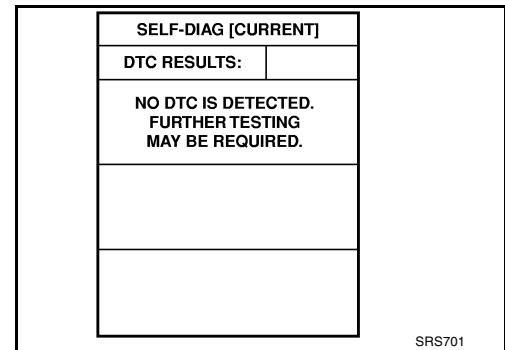 SELF-DIAG [CURRENT]
DTC RESULTS:
NO DTC IS DETECTED.
FURTHER TESTING
MAY BE REQUIRED.
SRS701